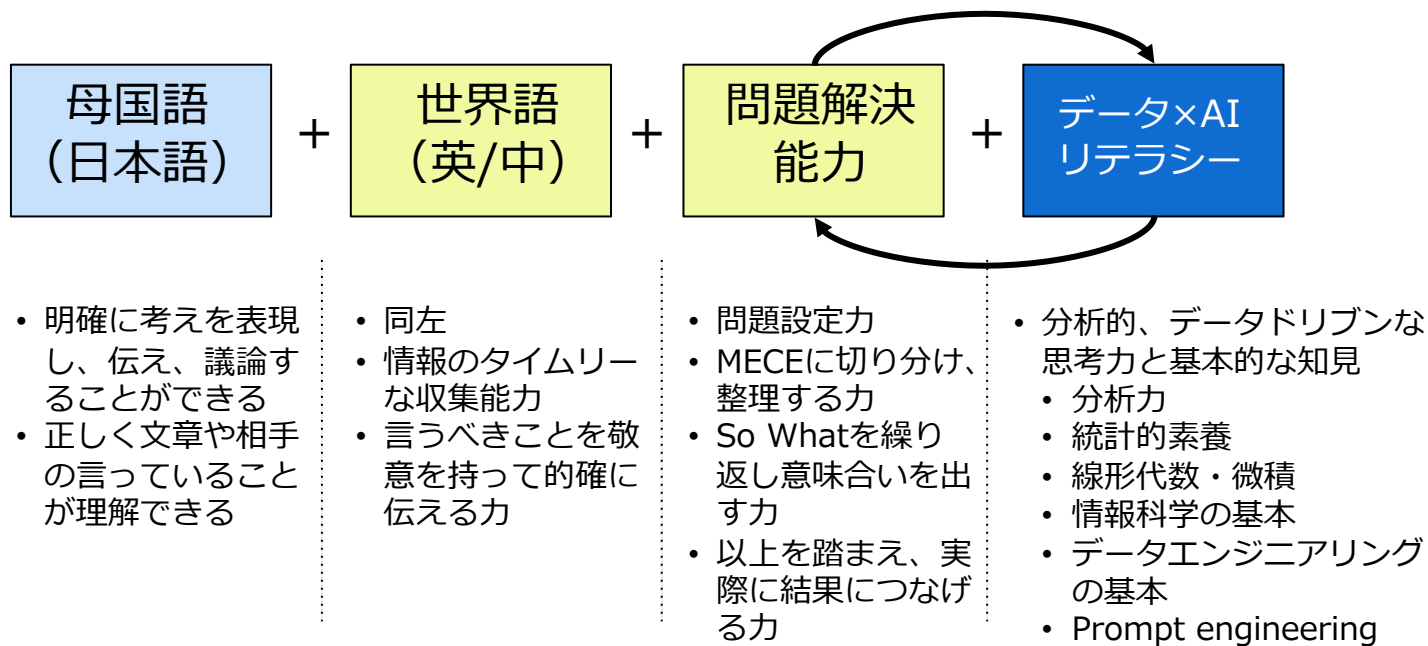 母国語
（日本語）
+
世界語
（英/中）
+
問題解決
能力
+
データ×AI
リテラシー
• 明確に考えを表現
し、伝え、議論す
ることができる
• 正しく文章や相手
の言っていること
が理解できる
• 同左
• 情報のタイムリー
な収集能力
• 言うべきことを敬
意を持って的確に
伝える力
• 問題設定力
• MECEに切り分け、
整理する力
• So Whatを繰り
返し意味合いを出
す力
• 以上を踏まえ、実
際に結果につなげ
る力
• 分析的、データドリブンな
思考力と基本的な知見
• 分析力
• 統計的素養
• 線形代数・微積
• 情報科学の基本
• データエンジニアリング
の基本
• Prompt engineering